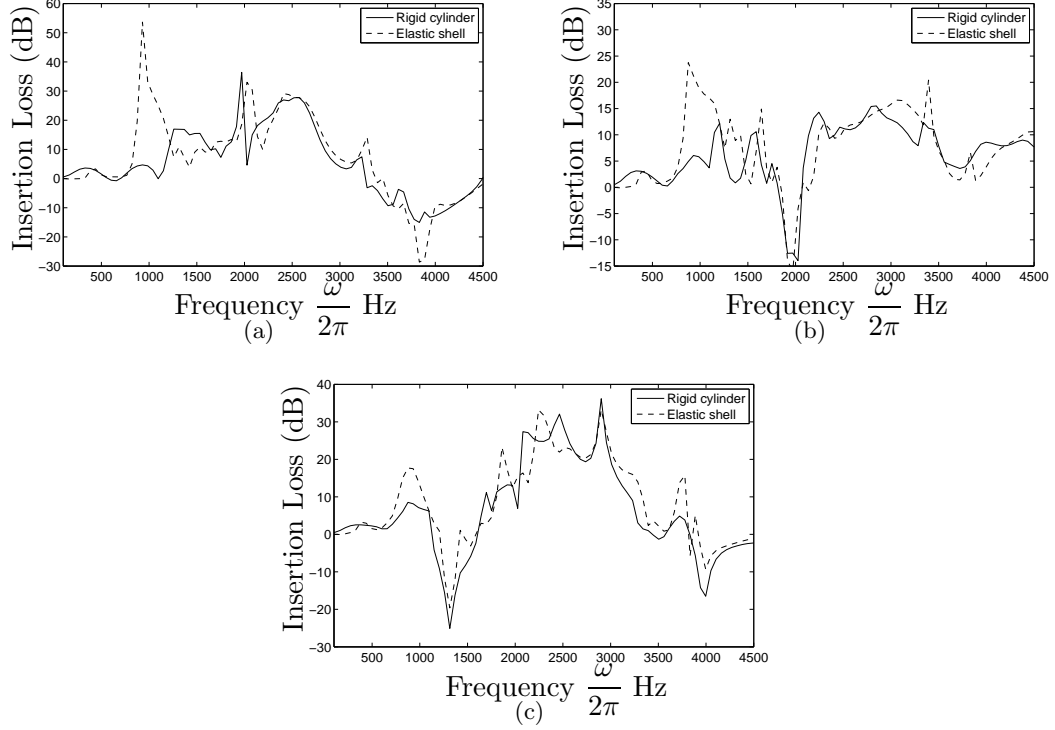 60
50
40
30
20
10
0
−10
−20
−30
Insertion Loss (dB)
Rigid cylinder
Elastic shell
500 1000 1500 2000 2500 3000 3500 4000 4500
Frequency ω/2π Hz
(a)
35
30
25
20
15
10
5
0
−5
−10
−15
Insertion Loss (dB)
Rigid cylinder
Elastic shell
500 1000 1500 2000 2500 3000 3500 4000 4500
Frequency ω/2π Hz
(b)
40
30
20
10
0
−10
−20
−30
Insertion Loss (dB)
Rigid cylinder
Elastic shell
500 1000 1500 2000 2500 3000 3500 4000 4500
Frequency ω/2π Hz
(c)